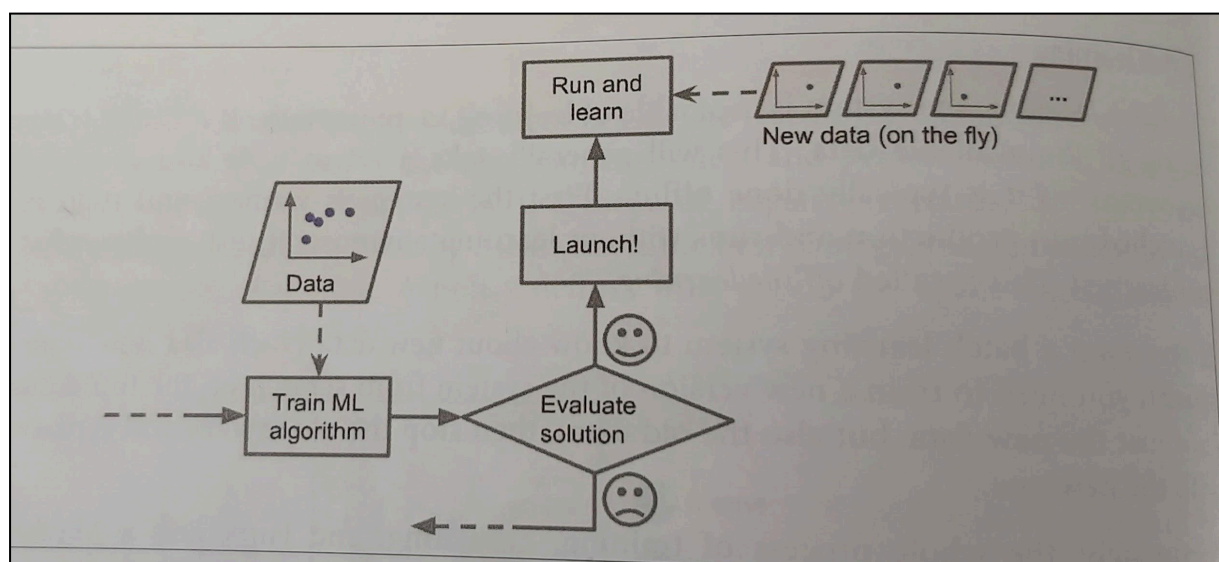 Run and
learn
...
New data (on the fly)
Data
Launch!
Train ML
algorithm
Evaluate
solution